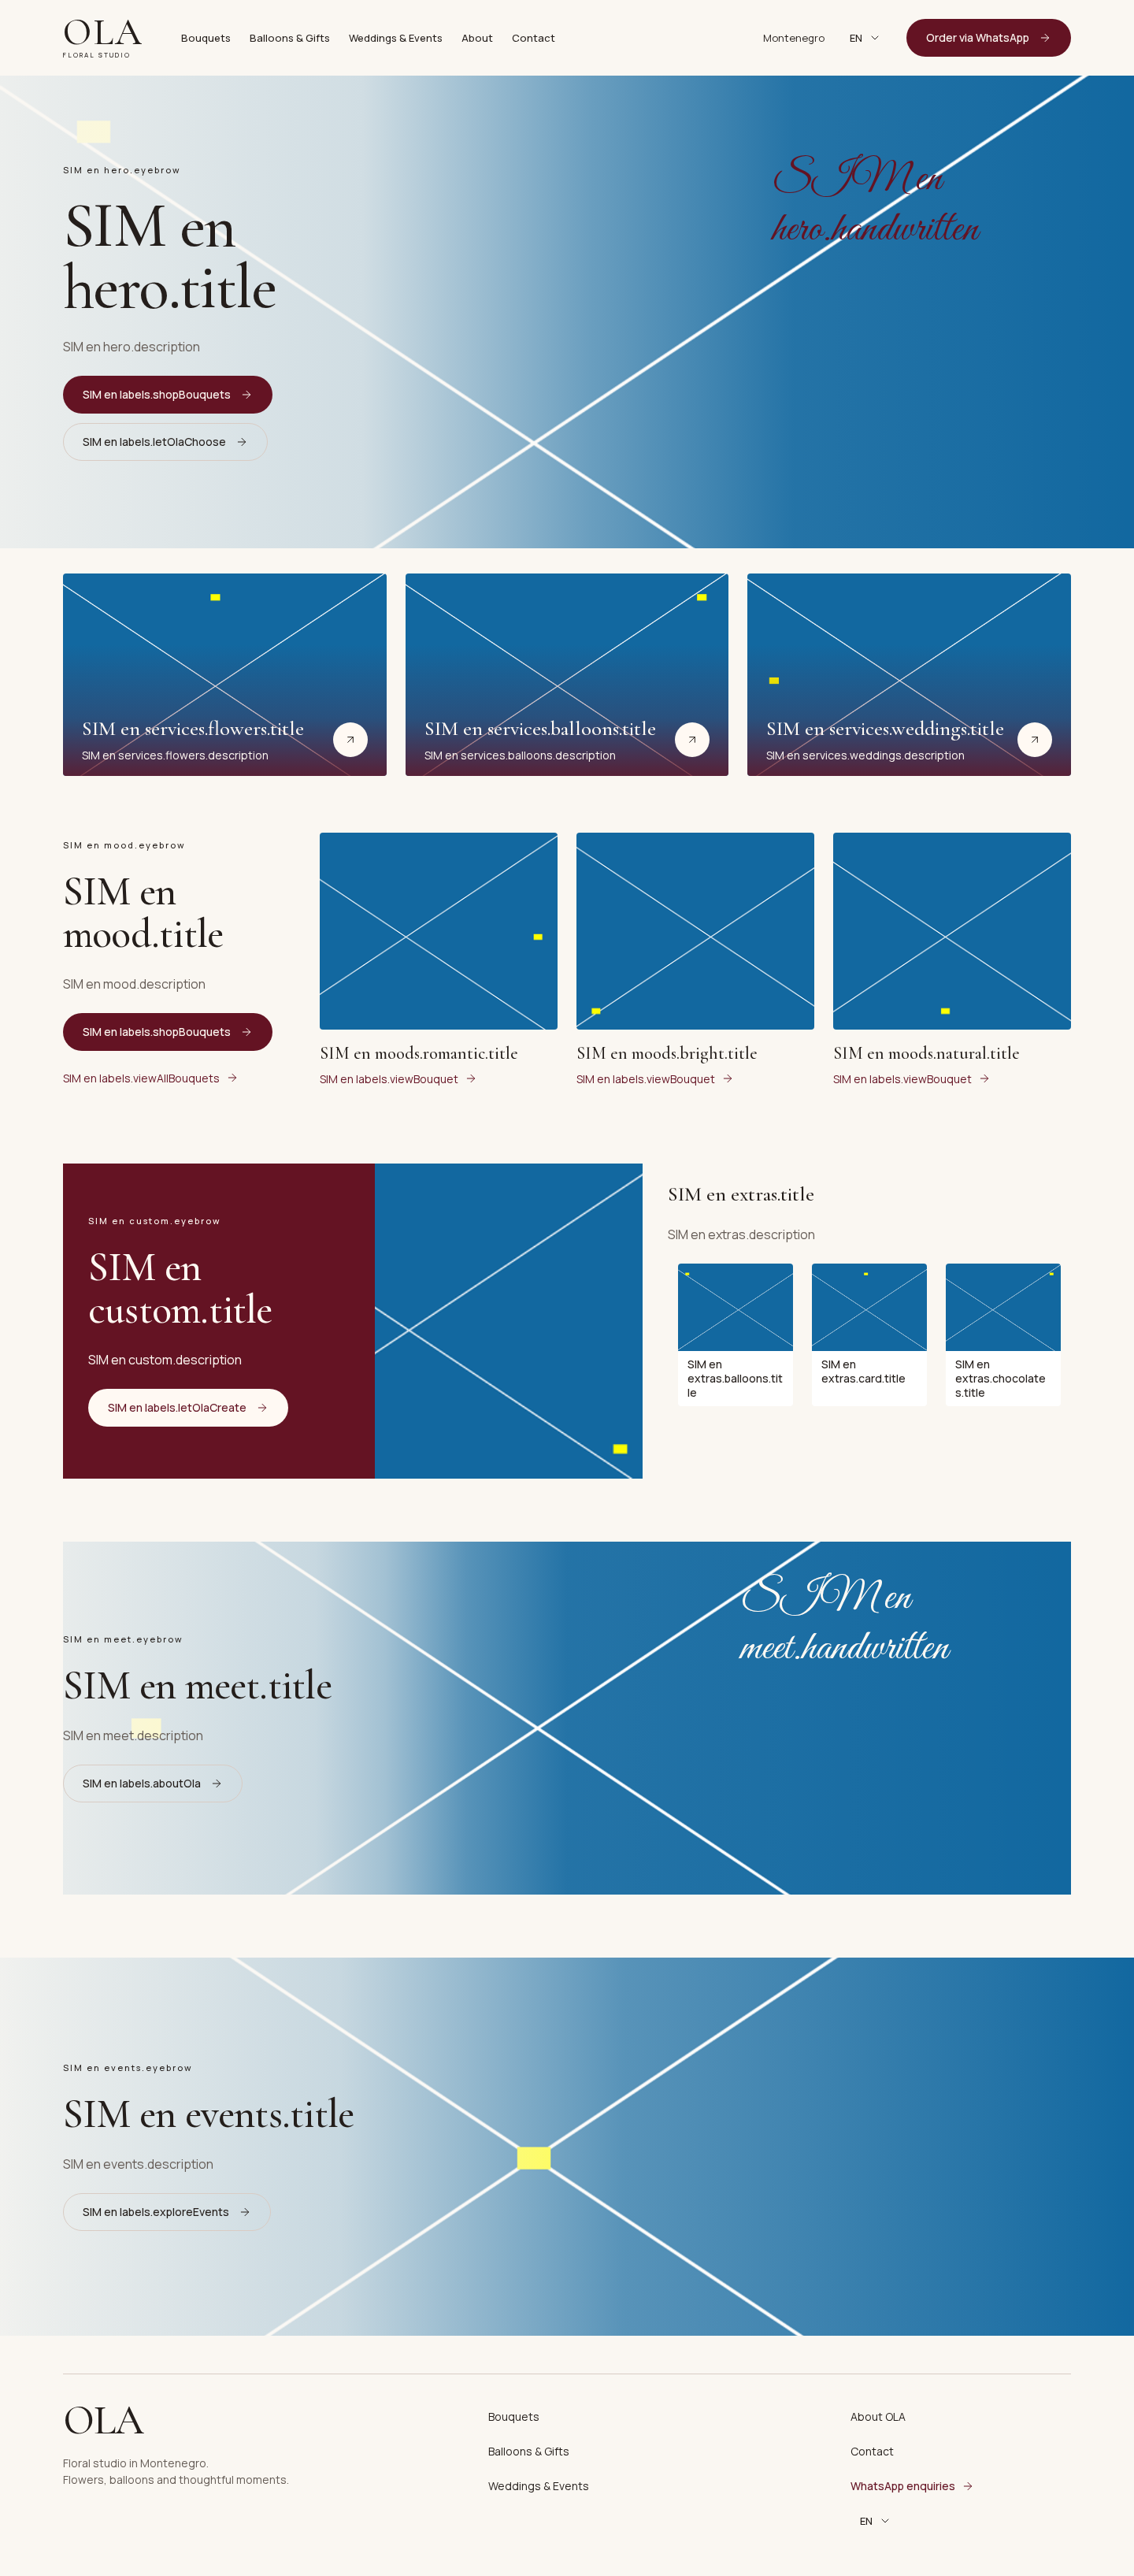 OLA
FLORAL STUDIO
Bouquets
Balloons & Gifts
Weddings & Events
About
Contact
Montenegro
EN
Order via WhatsApp
SIM en hero.eyebrow
SIM en
hero.title
SIM en hero.description
SIM en labels.shopBouquets
SIM en labels.letOlaChoose
SIM en
hero.handwritten
SIM en services.flowers.title
SIM en services.flowers.description
SIM en services.balloons.title
SIM en services.balloons.description
SIM en services.weddings.title
SIM en services.weddings.description
SIM en mood.eyebrow
SIM en
mood.title
SIM en mood.description
SIM en labels.shopBouquets
SIM en labels.viewAllBouquets
SIM en moods.romantic.title
SIM en labels.viewBouquet
SIM en moods.bright.title
SIM en labels.viewBouquet
SIM en moods.natural.title
SIM en labels.viewBouquet
SIM en custom.eyebrow
SIM en
custom.title
SIM en custom.description
SIM en labels.letOlaCreate
SIM en extras.title
SIM en extras.description
SIM en
extras.balloons.tit
le
SIM en
extras.card.title
SIM en
extras.chocolate
s.title
SIM en meet.eyebrow
SIM en meet.title
SIM en meet.description
SIM en labels.aboutOla
SIM en
meet.handwritten
SIM en events.eyebrow
SIM en events.title
SIM en events.description
SIM en labels.exploreEvents
OLA
Floral studio in Montenegro.
Flowers, balloons and thoughtful moments.
Bouquets
Balloons & Gifts
Weddings & Events
About OLA
Contact
WhatsApp enquiries
EN